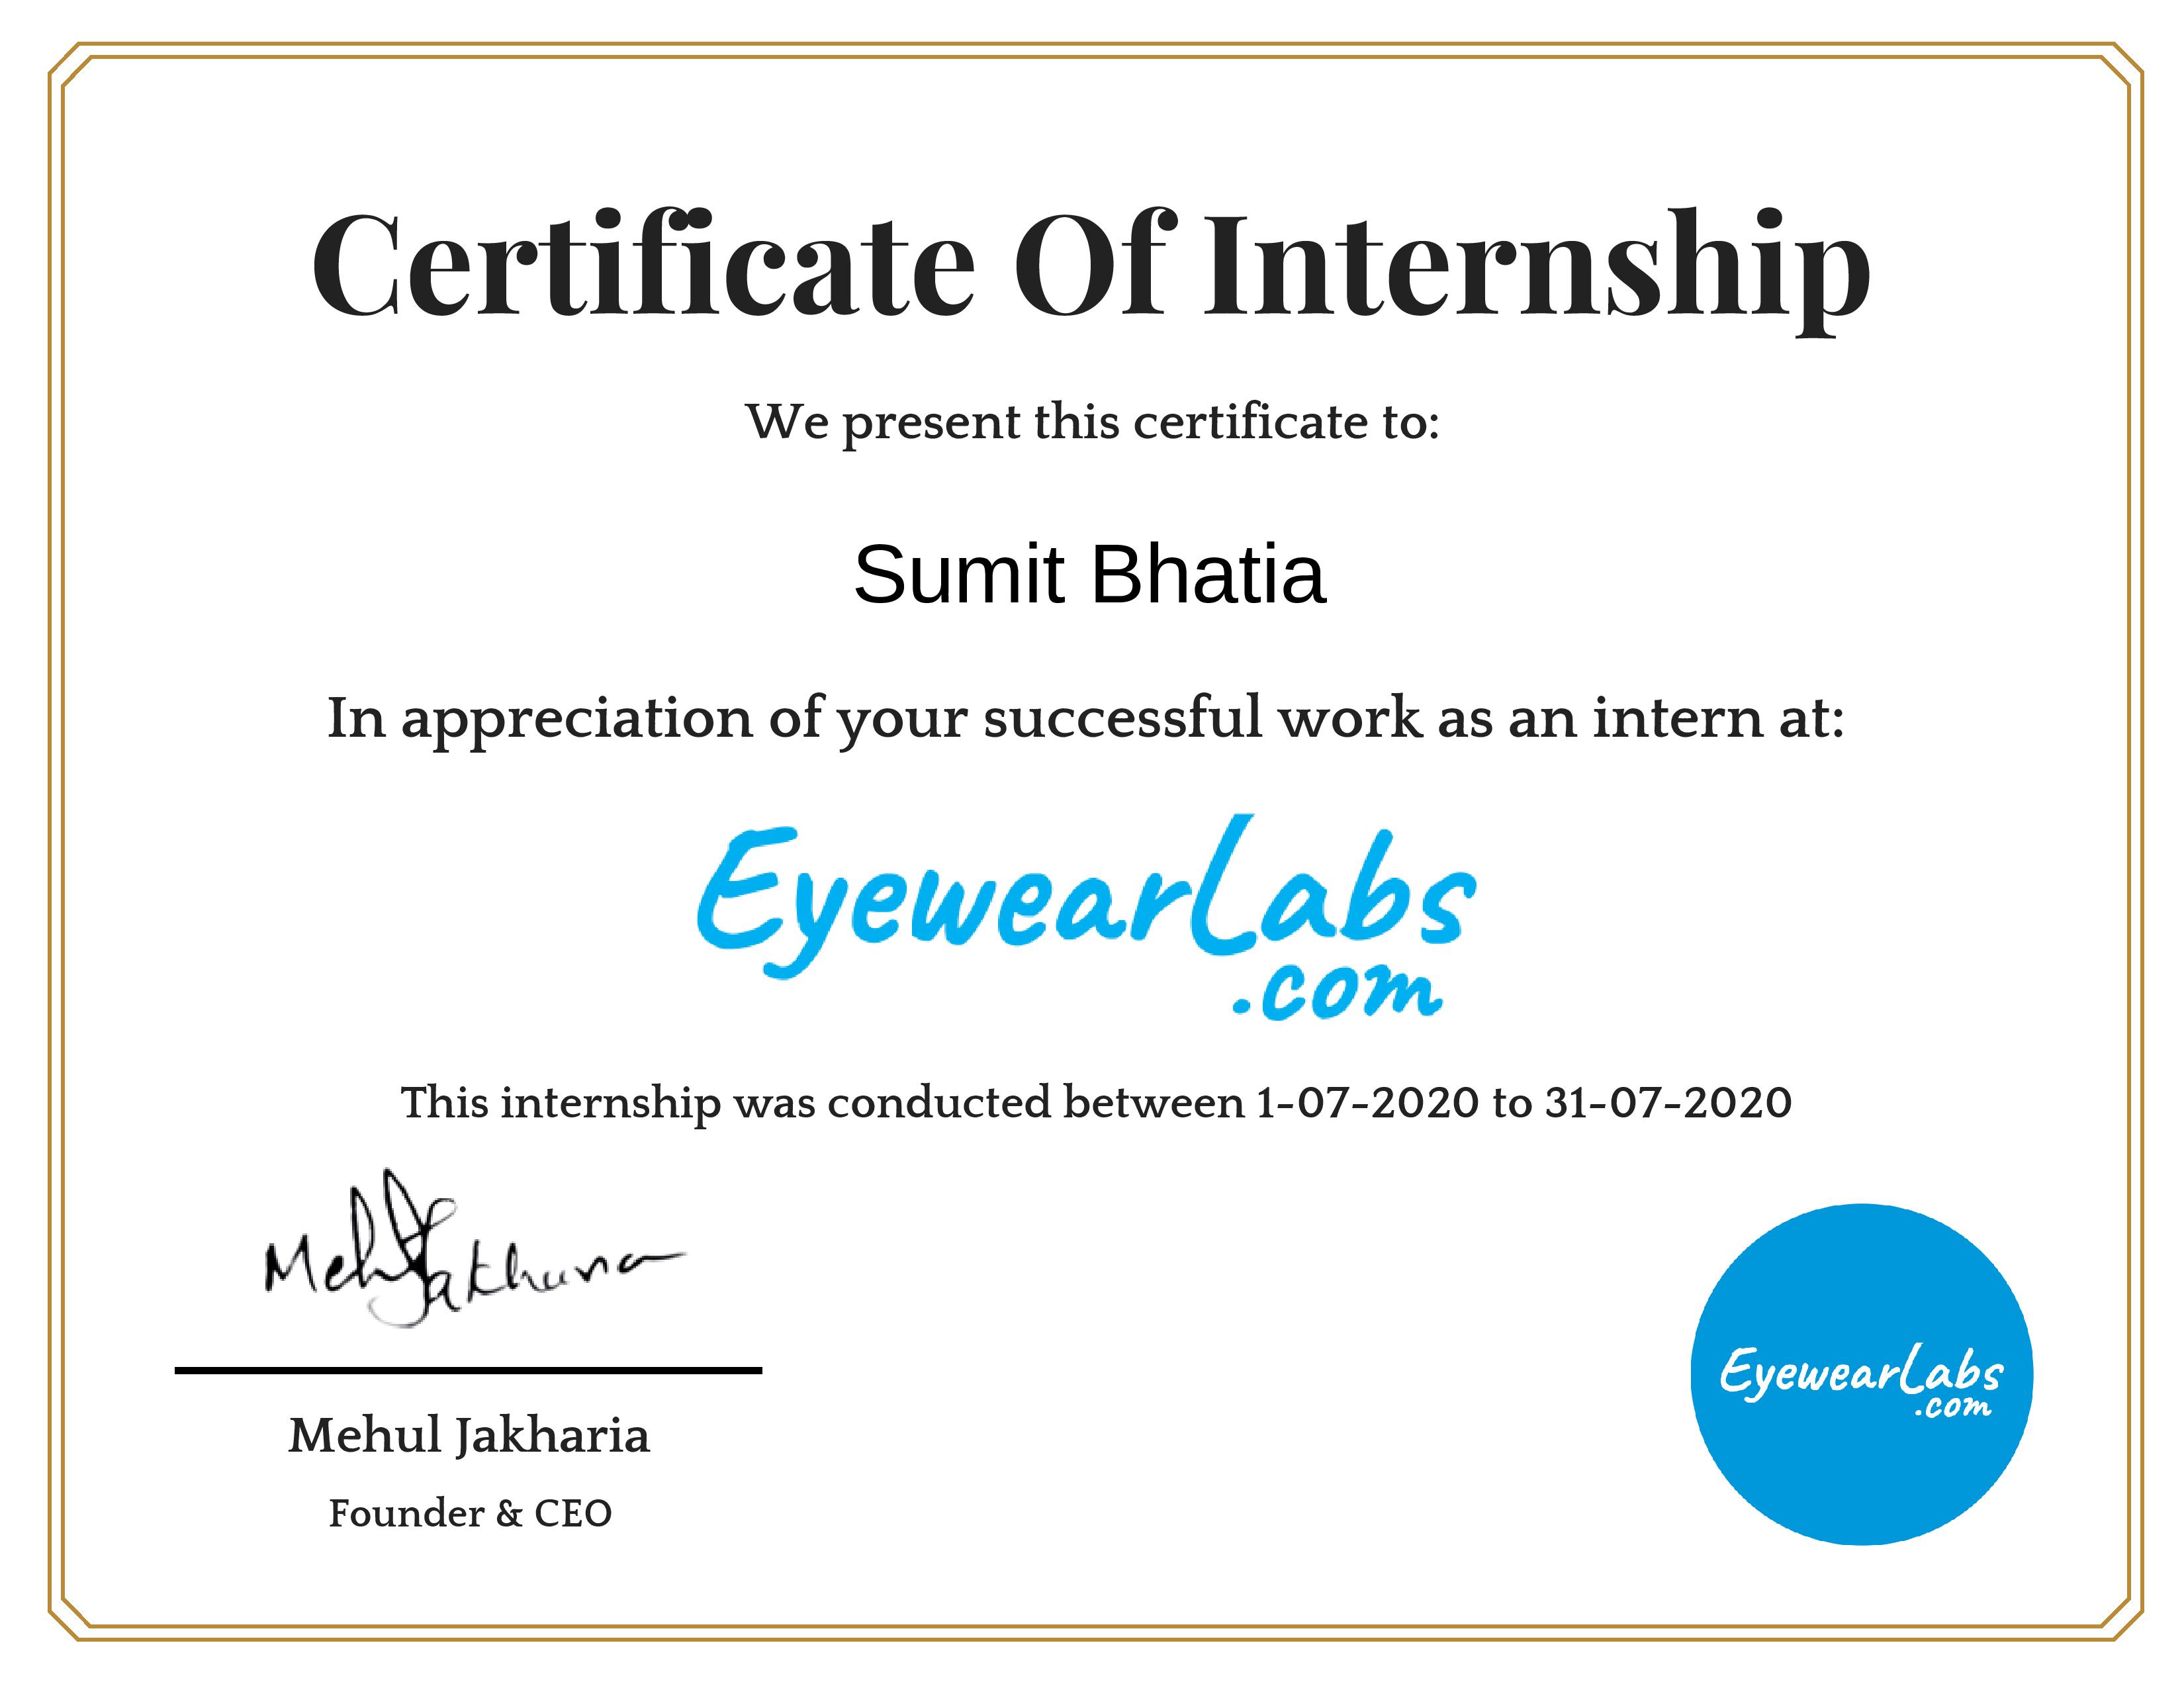 Certificate Of Internship
We present this certificate to:
Sumit Bhatia
In appreciation of your successful work as an intern at:
EyewearLabs
.com
This internship was conducted between 1-07-2020 to 31-07-2020
Mehul Jakharia
Mehul Jakharia
Founder & CEO
EyewearLabs
.com